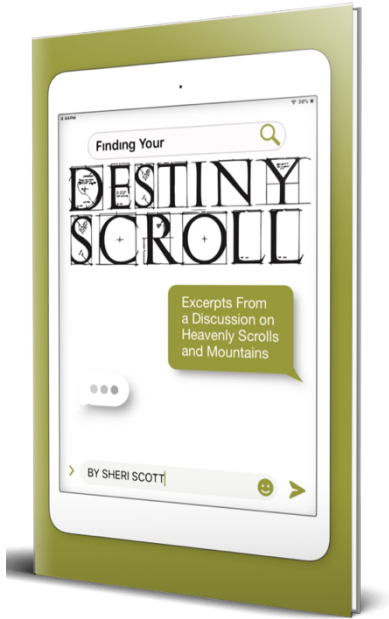 Finding Your
DESTINY
SCROLL
Excerpts From
a Discussion on
Heavenly Scrolls
and Mountains
BY SHERI SCOTT